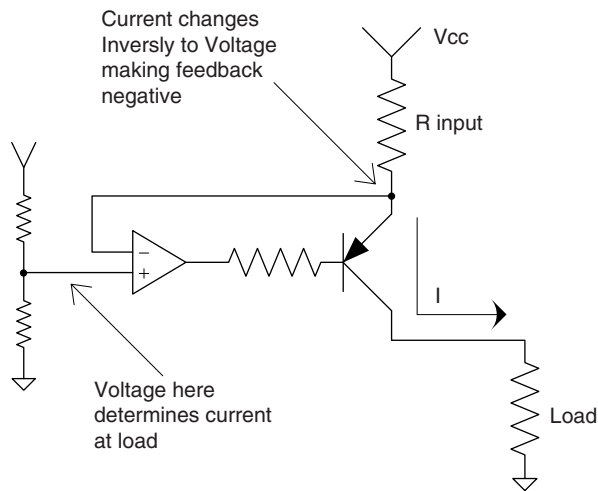 Current changes
Inversly to Voltage
making feedback
negative
Vcc
R input
−
+
I
Voltage here
determines current
at load
Load